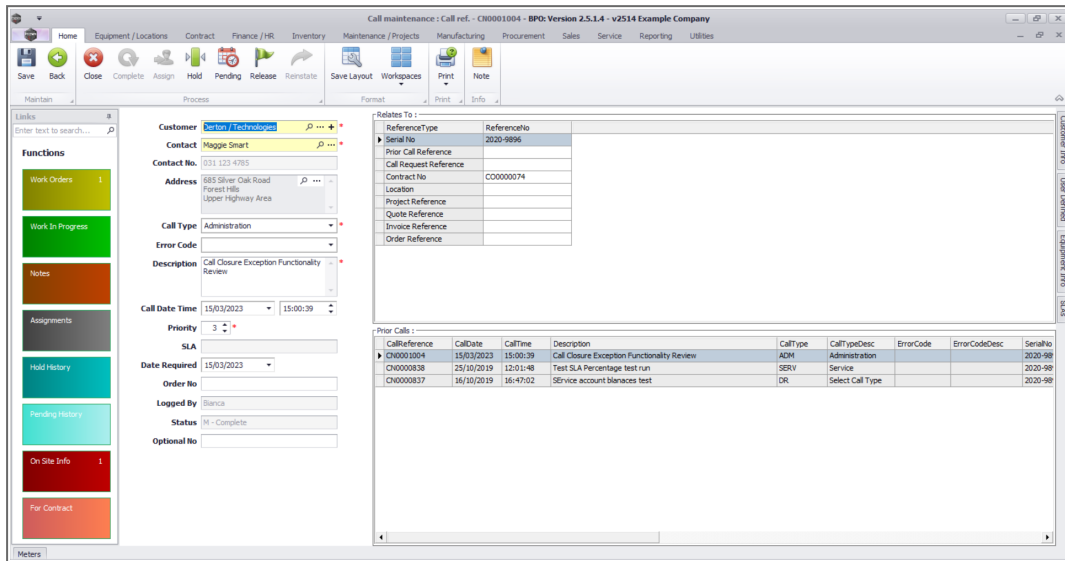 Call maintenance : Call ref. - CN0001004 - BPO: Version 2.5.1.4 - v2514 Example Company
Home Equipment / Locations Contract Finance / HR Inventory Maintenance / Projects Manufacturing Procurement Sales Service Reporting Utilities
Save Back Close Complete Assign Hold Pending Release Reinstate Save Layout Workspaces Print Note
Maintain Process Format Print Info
Links
Enter text to search...
Functions
Work Orders 1
Work In Progress
Notes
Assignments
Hold History
Pending History
On Site Info 1
For Contract
Meters
Customer Derton / Technologies *
Contact Maggie Smart *
Contact No. 031 123 4785
Address 685 Silver Oak Road
Forest Hills
Upper Highway Area
Call Type Administration *
Error Code
Description Call Closure Exception Functionality *
Review
Call Date Time 15/03/2023 15:00:39
Priority 3 *
SLA
Date Required 15/03/2023
Order No
Logged By Bianca
Status M - Complete
Optional No
Relates To :
ReferenceType ReferenceNo
Serial No 2020-9896
Prior Call Reference
Call Request Reference
Contract No CO0000074
Location
Project Reference
Quote Reference
Invoice Reference
Order Reference
Prior Calls :
CallReference CallDate CallTime Description CallType CallTypeDesc ErrorCode ErrorCodeDesc SerialNo
CN0001004 15/03/2023 15:00:39 Call Closure Exception Functionality Review ADM Administration 2020-98
CN0000838 25/10/2019 12:01:48 Test SLA Percentage test run SERV Service 2020-98
CN0000837 16/10/2019 16:47:02 SErvice account blanaces test DR Select Call Type 2020-98
Customer Info
User Defined
Equipment Info
SLAs